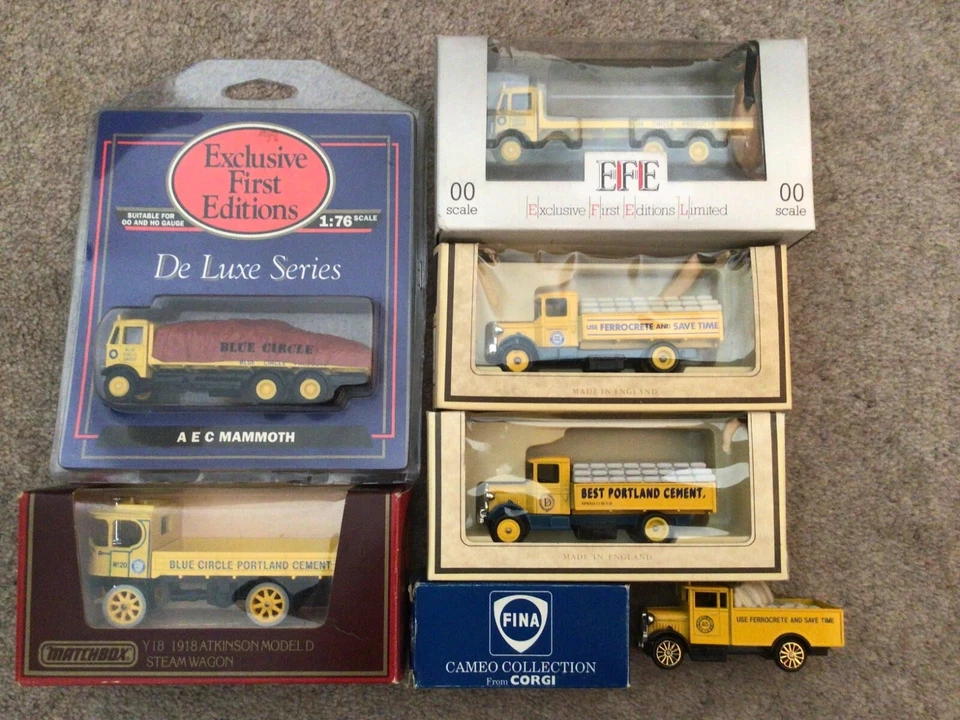 Exclusive
First
Editions
SUITABLE FOR
OO AND HO GAUGE
1:76 SCALE
De Luxe Series
BLUE CIRCLE
BLUE CIRCLE
A E C MAMMOTH
EFE
00
scale
00
scale
Exclusive First Editions Limited
USE FERROCRETE AND SAVE TIME
MADE IN ENGLAND
BEST PORTLAND CEMENT,
MADE IN ENGLAND
Nº20
BLUE CIRCLE PORTLAND CEMENT
MATCHBOX
Y18 1918 ATKINSON MODEL D
STEAM WAGON
FINA
CAMEO COLLECTION
From CORGI
USE FERROCRETE AND SAVE TIME